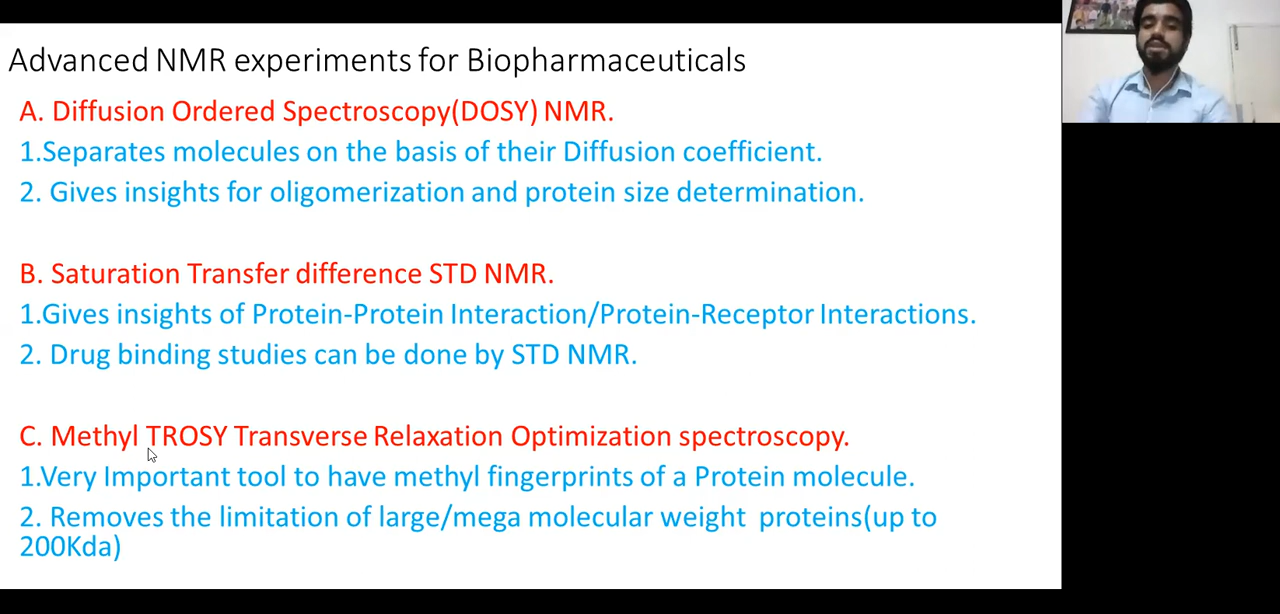 Advanced NMR experiments for Biopharmaceuticals
A. Diffusion Ordered Spectroscopy(DOSY) NMR.
1.Separates molecules on the basis of their Diffusion coefficient.
2. Gives insights for oligomerization and protein size determination.
B. Saturation Transfer difference STD NMR.
1.Gives insights of Protein-Protein Interaction/Protein-Receptor Interactions.
2. Drug binding studies can be done by STD NMR.
C. Methyl TROSY Transverse Relaxation Optimization spectroscopy.
1.Very Important tool to have methyl fingerprints of a Protein molecule.
2. Removes the limitation of large/mega molecular weight proteins(up to
200Kda)